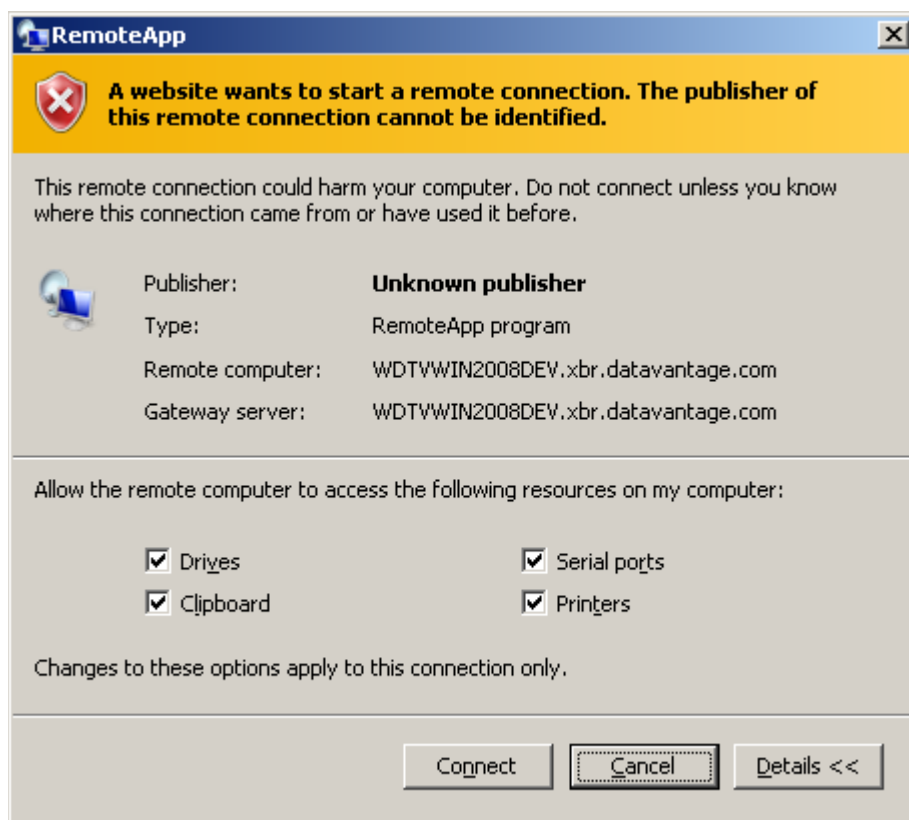 RemoteApp
A website wants to start a remote connection. The publisher of
this remote connection cannot be identified.
This remote connection could harm your computer. Do not connect unless you know
where this connection came from or have used it before.
Publisher: Unknown publisher
Type: RemoteApp program
Remote computer: WDTVWIN2008DEV.xbr.datavantage.com
Gateway server: WDTVWIN2008DEV.xbr.datavantage.com
Allow the remote computer to access the following resources on my computer:
Drives Serial ports
Clipboard Printers
Changes to these options apply to this connection only.
Connect Cancel Details <<